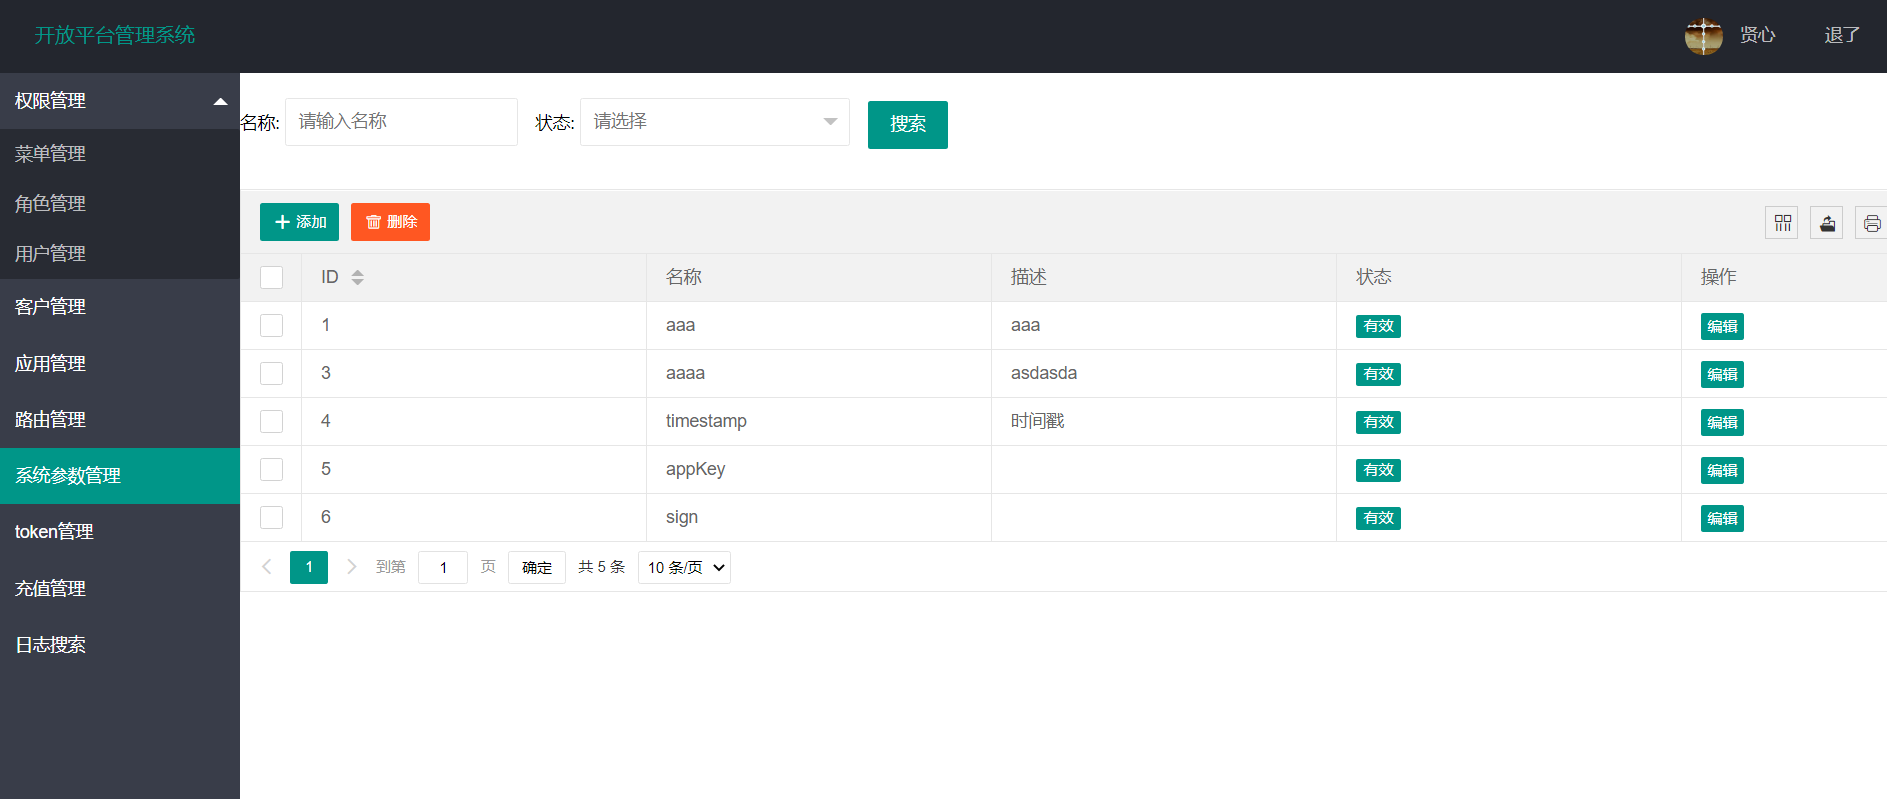 开放平台管理系统
贤心
退了
权限管理
菜单管理
角色管理
用户管理
客户管理
应用管理
路由管理
系统参数管理
token管理
充值管理
日志搜索
名称: 请输入名称 状态: 请选择 搜索
添加 删除
ID 名称 描述 状态 操作
1 aaa aaa 有效 编辑
3 aaaa asdasda 有效 编辑
4 timestamp 时间戳 有效 编辑
5 appKey 有效 编辑
6 sign 有效 编辑
1 到第 1 页 确定 共 5 条 10 条/页